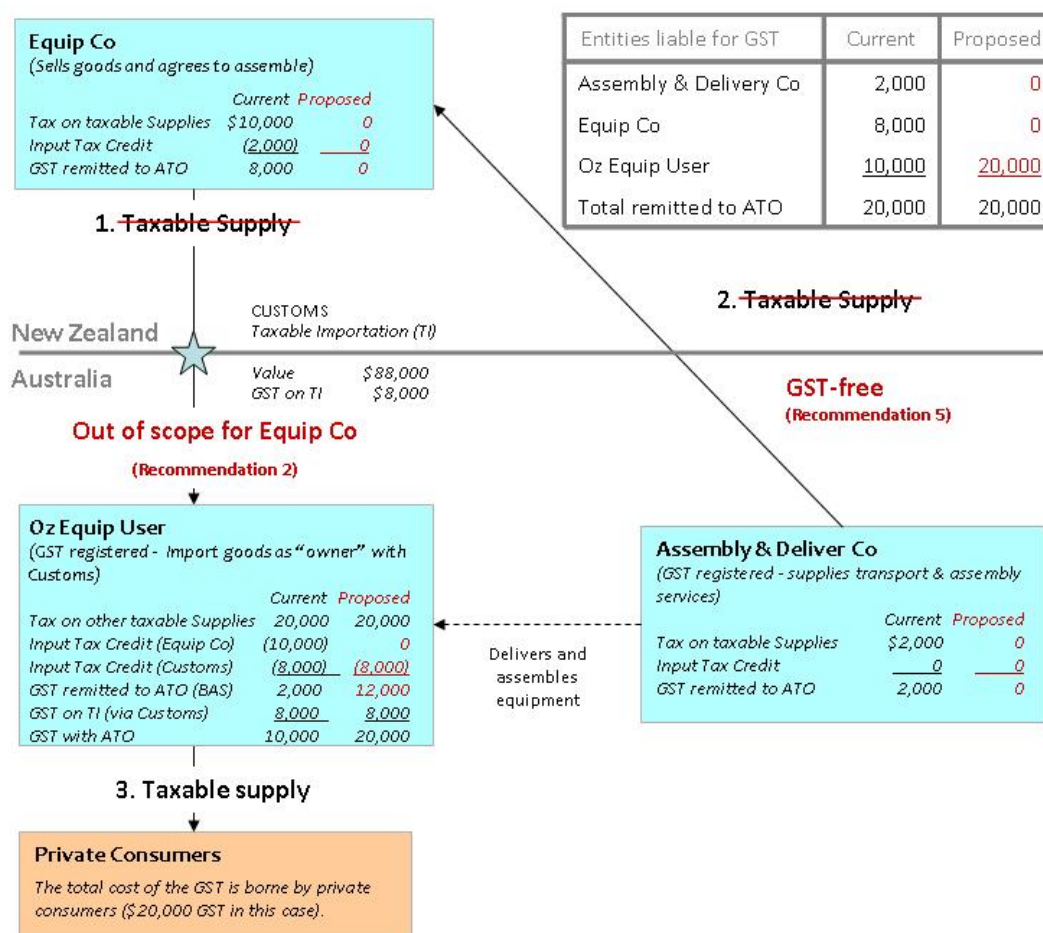 Equip Co
(Sells goods and agrees to assemble)
Current Proposed
Tax on taxable Supplies $10,000 0
Input Tax Credit (2,000) 0
GST remitted to ATO 8,000 0
Entities liable for GST Current Proposed
Assembly & Delivery Co 2,000 0
Equip Co 8,000 0
Oz Equip User 10,000 20,000
Total remitted to ATO 20,000 20,000
1. Taxable Supply
2. Taxable Supply
CUSTOMS
Taxable Importation (TI)
New Zealand
Australia
Value $88,000
GST on TI $8,000
GST-free
(Recommendation 5)
Out of scope for Equip Co
(Recommendation 2)
Oz Equip User
(GST registered - Import goods as "owner" with
Customs)
Current Proposed
Tax on other taxable Supplies 20,000 20,000
Input Tax Credit (Equip Co) (10,000) 0
Input Tax Credit (Customs) (8,000) (8,000)
GST remitted to ATO (BAS) 2,000 12,000
GST on TI (via Customs) 8,000 8,000
GST with ATO 10,000 20,000
Delivers and
assembles
equipment
Assembly & Deliver Co
(GST registered - supplies transport & assembly
services)
Current Proposed
Tax on taxable Supplies $2,000 0
Input Tax Credit 0 0
GST remitted to ATO 2,000 0
3. Taxable supply
Private Consumers
The total cost of the GST is borne by private
consumers ($20,000 GST in this case).